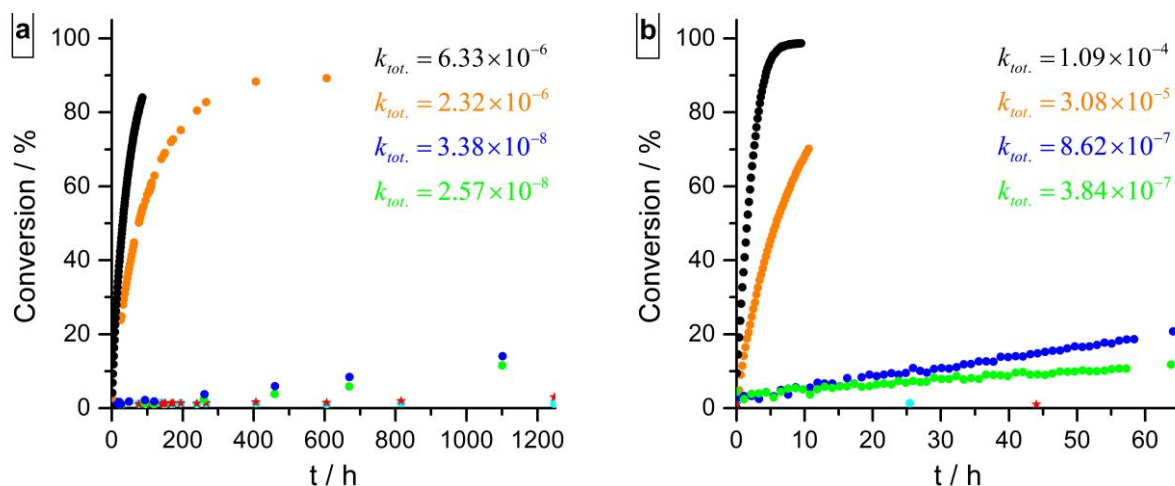 a
Conversion / %
100
80
60
40
20
0
k_tot. = 6.33×10⁻⁶
k_tot. = 2.32×10⁻⁶
k_tot. = 3.38×10⁻⁸
k_tot. = 2.57×10⁻⁸
0 200 400 600 800 1000 1200
t / h
b
Conversion / %
100
80
60
40
20
0
k_tot. = 1.09×10⁻⁴
k_tot. = 3.08×10⁻⁵
k_tot. = 8.62×10⁻⁷
k_tot. = 3.84×10⁻⁷
0 10 20 30 40 50 60
t / h